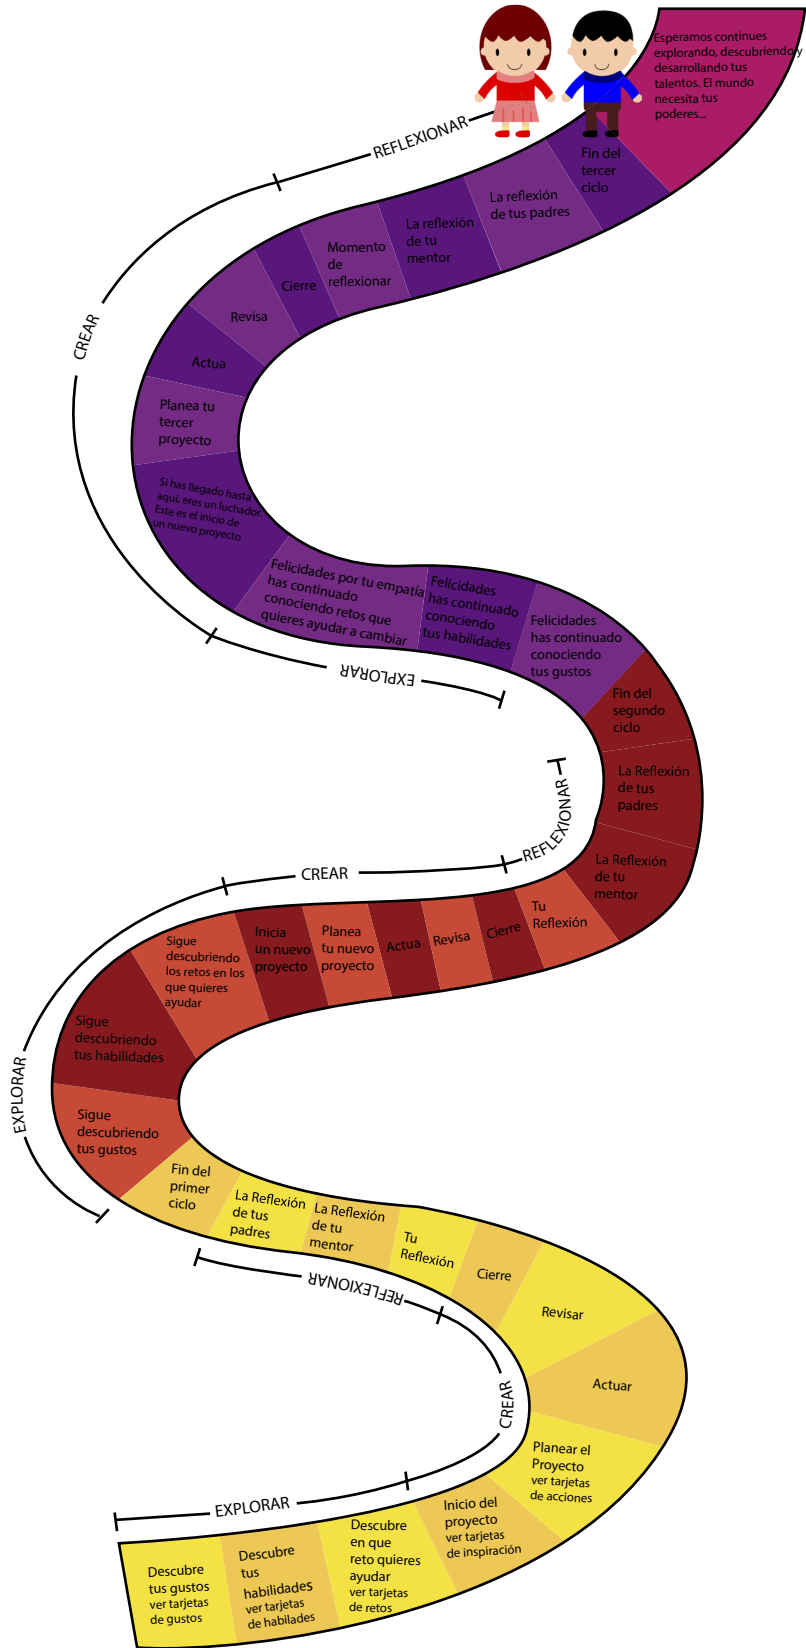 Esperamos continues
explorando, descubriendo y
desarrollando tus
talentos. El mundo
necesita tus
poderes...
REFLEXIONAR
Fin del
tercer
ciclo
La reflexión
de tus padres
La reflexión
de tu
mentor
Momento
de
reflexionar
Cierre
Revisa
CREAR
Actua
Planea tu
tercer
proyecto
Si has llegado hasta
aquí, eres un luchador.
Este es el inicio de
un nuevo proyecto
Felicidades por tu empatía
has continuado
conociendo retos que
quieres ayudar a cambiar
Felicidades
has continuado
conociendo
tus habilidades
Felicidades
has continuado
conociendo
tus gustos
EXPLORAR
Fin del
segundo
ciclo
La Reflexión
de tus
padres
REFLEXIONAR
La Reflexión
de tu
mentor
CREAR
Tu
Reflexión
Cierre
Revisa
Actua
Planea
tu nuevo
proyecto
Inicia
un nuevo
proyecto
Sigue
descubriendo
los retos en los
que quieres
ayudar
Sigue
descubriendo
tus habilidades
EXPLORAR
Sigue
descubriendo
tus gustos
Fin del
primer
ciclo
La Reflexión
de tus
padres
La Reflexión
de tu
mentor
Tu
Reflexión
Cierre
REFLEXIONAR
Revisar
Actuar
CREAR
Planear el
Proyecto
ver tarjetas
de acciones
EXPLORAR
Inicio del
proyecto
ver tarjetas
de inspiración
Descubre
en que
reto quieres
ayudar
ver tarjetas
de retos
Descubre
tus
habilidades
ver tarjetas
de habilades
Descubre
tus gustos
ver tarjetas
de gustos